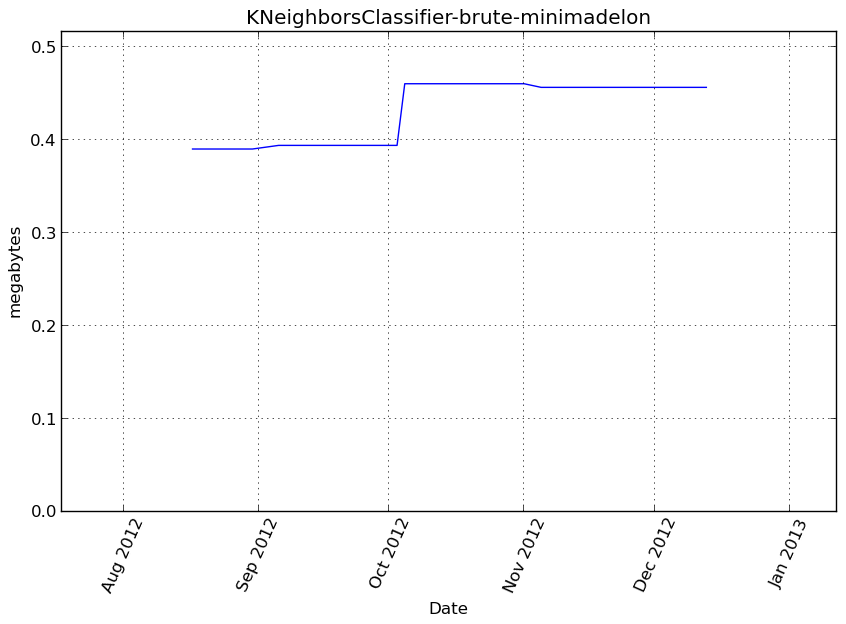 KNeighborsClassifier-brute-minimadelon
0.5
0.4
0.3
0.2
0.1
0.0
megabytes
Aug 2012
Sep 2012
Oct 2012
Nov 2012
Dec 2012
Jan 2013
Date